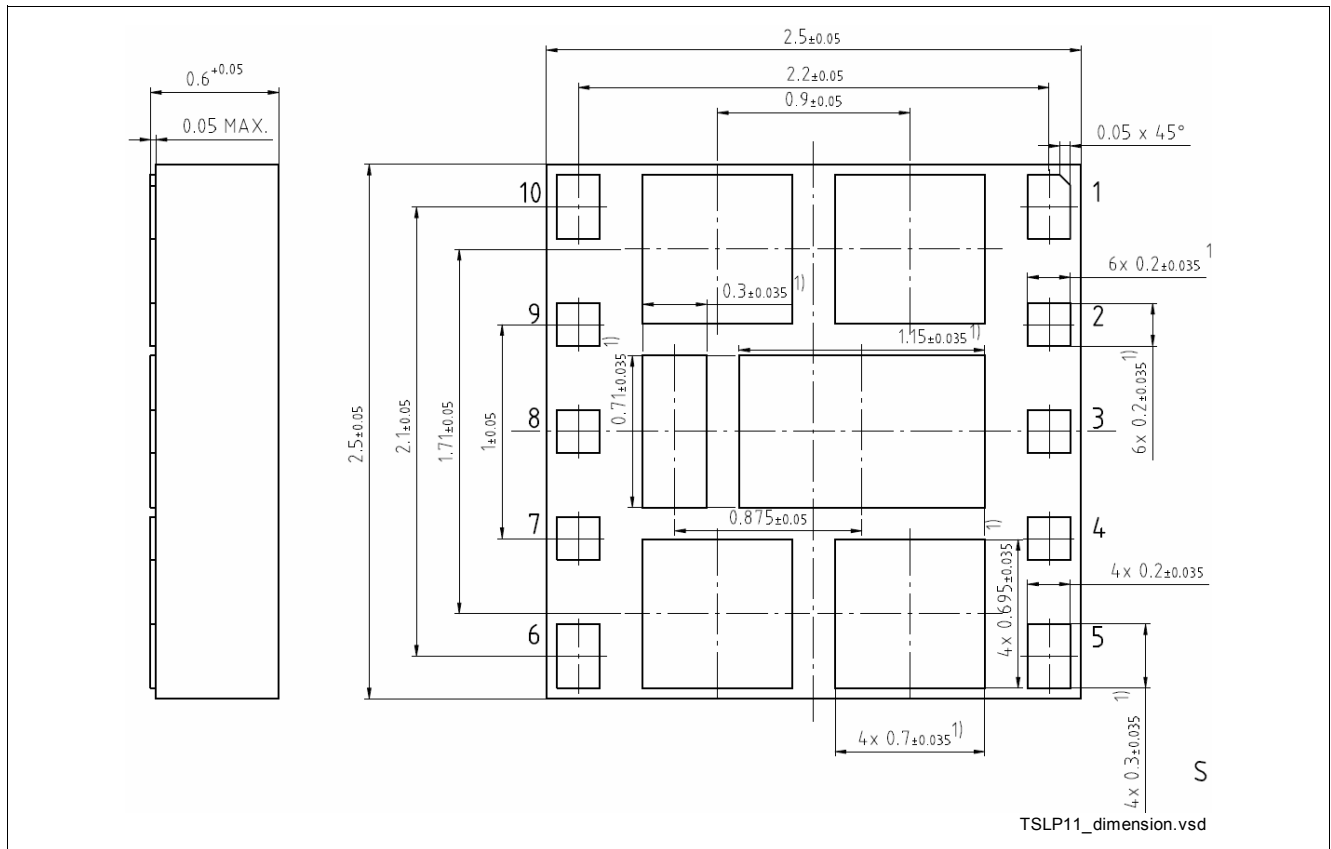 2.5±0.05
2.2±0.05
0.9±0.05
0.6+0.05
0.05 MAX.
0.05 x 45°
10
1
6x 0.2±0.035 1
0.3±0.035 1)
9
2
1.15±0.035 1)
6x 0.2±0.035 1)
0.71±0.035 1)
8
3
2.5±0.05
2.1±0.05
1.71±0.05
1±0.05
0.875±0.05
7
4
4x 0.695±0.035 1)
4x 0.2±0.035
6
5
4x 0.7±0.035 1)
4x 0.3±0.035 1)
S
TSLP11_dimension.vsd